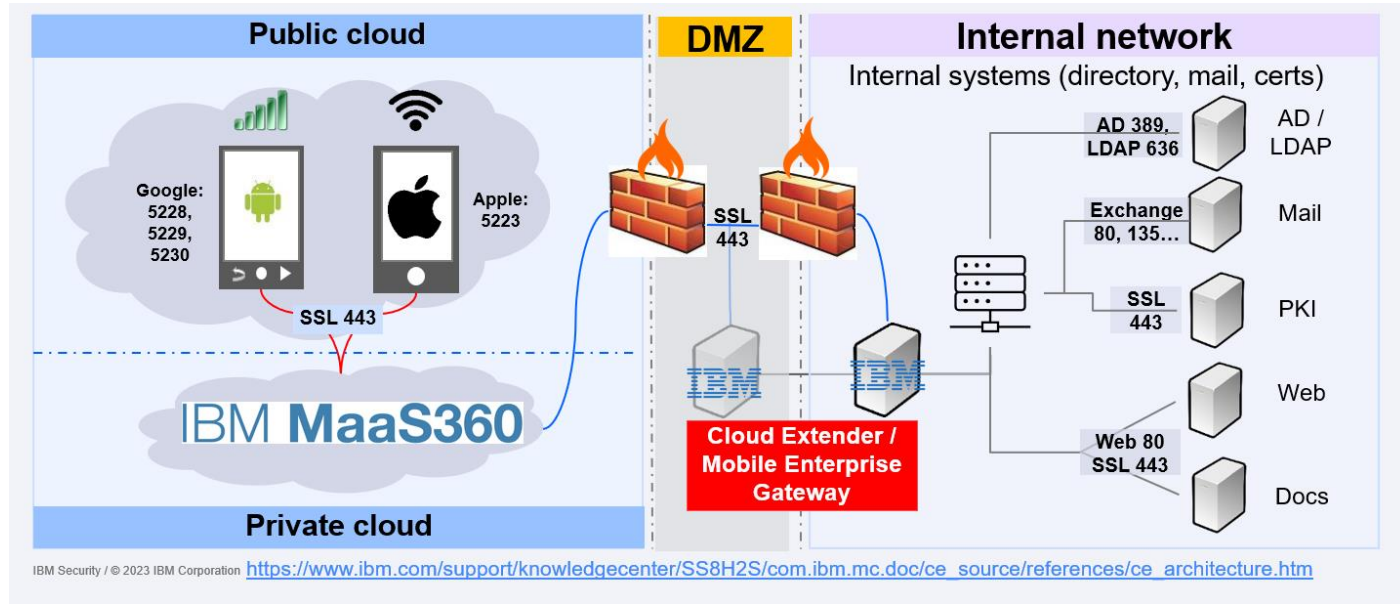 Public cloud
DMZ
Internal network
Internal systems (directory, mail, certs)
Google:
5228,
5229,
5230
Apple:
5223
SSL 443
IBM MaaS360
Private cloud
SSL
443
IBM
IBM
Cloud Extender /
Mobile Enterprise
Gateway
AD 389,
LDAP 636
AD /
LDAP
Exchange
80, 135...
Mail
SSL
443
PKI
Web
Web 80
SSL 443
Docs
IBM Security / © 2023 IBM Corporation https://www.ibm.com/support/knowledgecenter/SS8H2S/com.ibm.mc.doc/ce_source/references/ce_architecture.htm